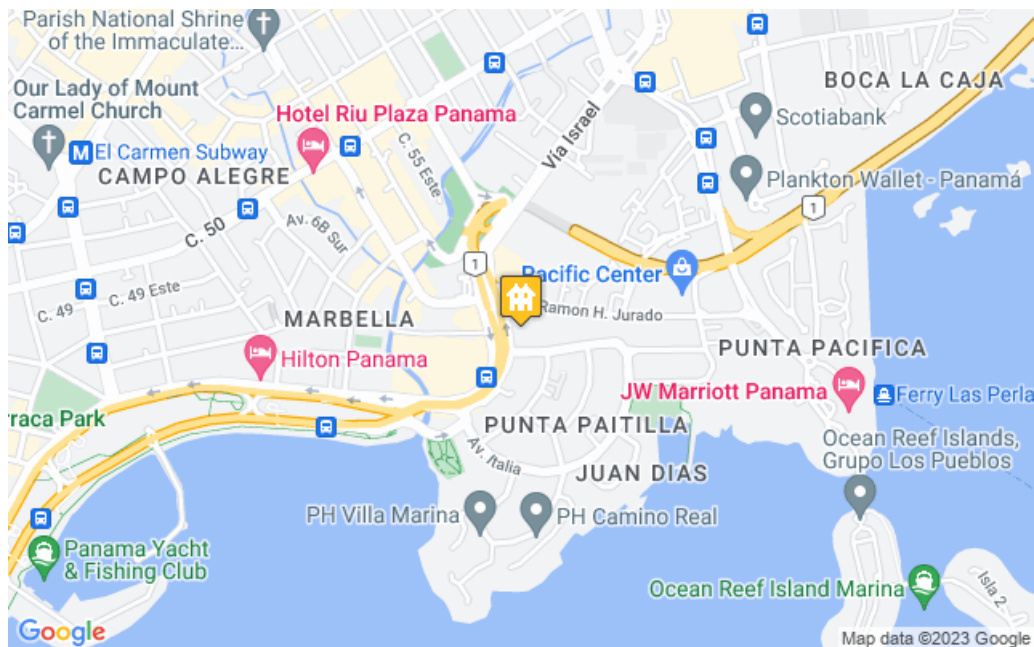 Parish National Shrine
of the Immaculate...
BOCA LA CAJA
Our Lady of Mount
Carmel Church
Hotel Riu Plaza Panama
Vía Israel
Scotiabank
M
El Carmen Subway
C. 55 Este
CAMPO ALEGRE
Plankton Wallet - Panamá
1
C. 50
Av. 6B Sur
1
Pacific Center
C. 49 Este
C. 49
Ramon H. Jurado
MARBELLA
PUNTA PACIFICA
Hilton Panama
JW Marriott Panama
Ferry Las Perla
rraca Park
PUNTA PAITILLA
Ocean Reef Islands,
Grupo Los Pueblos
Av. Italia
JUAN DIAS
PH Villa Marina
PH Camino Real
Panama Yacht
& Fishing Club
Ocean Reef Island Marina
Isla 2
Google
Map data ©2023 Google